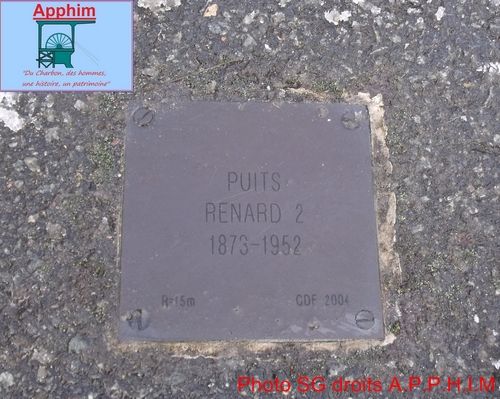 Apphim
"Du Charbon, des hommes,
une histoire, un patrimoine"
PUITS
RENARD 2
1873-1952
R=15m CDF 2004
Photo SG droits A.P.P.H.I.M